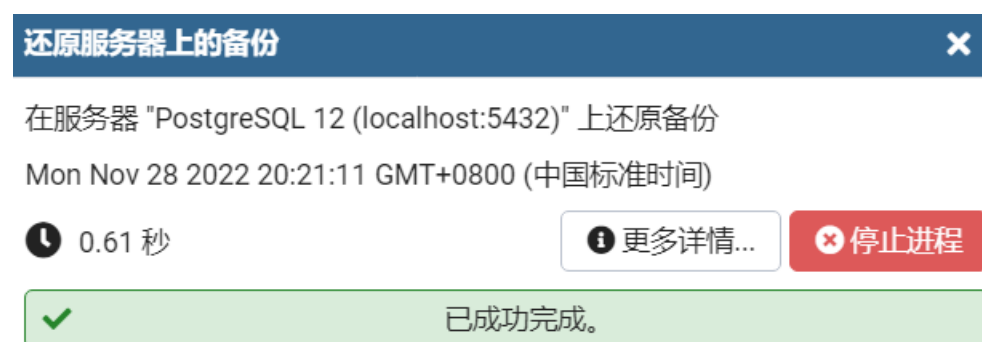 还原服务器上的备份
在服务器 "PostgreSQL 12 (localhost:5432)" 上还原备份
Mon Nov 28 2022 20:21:11 GMT+0800 (中国标准时间)
0.61 秒 更多详情... 停止进程
已成功完成。